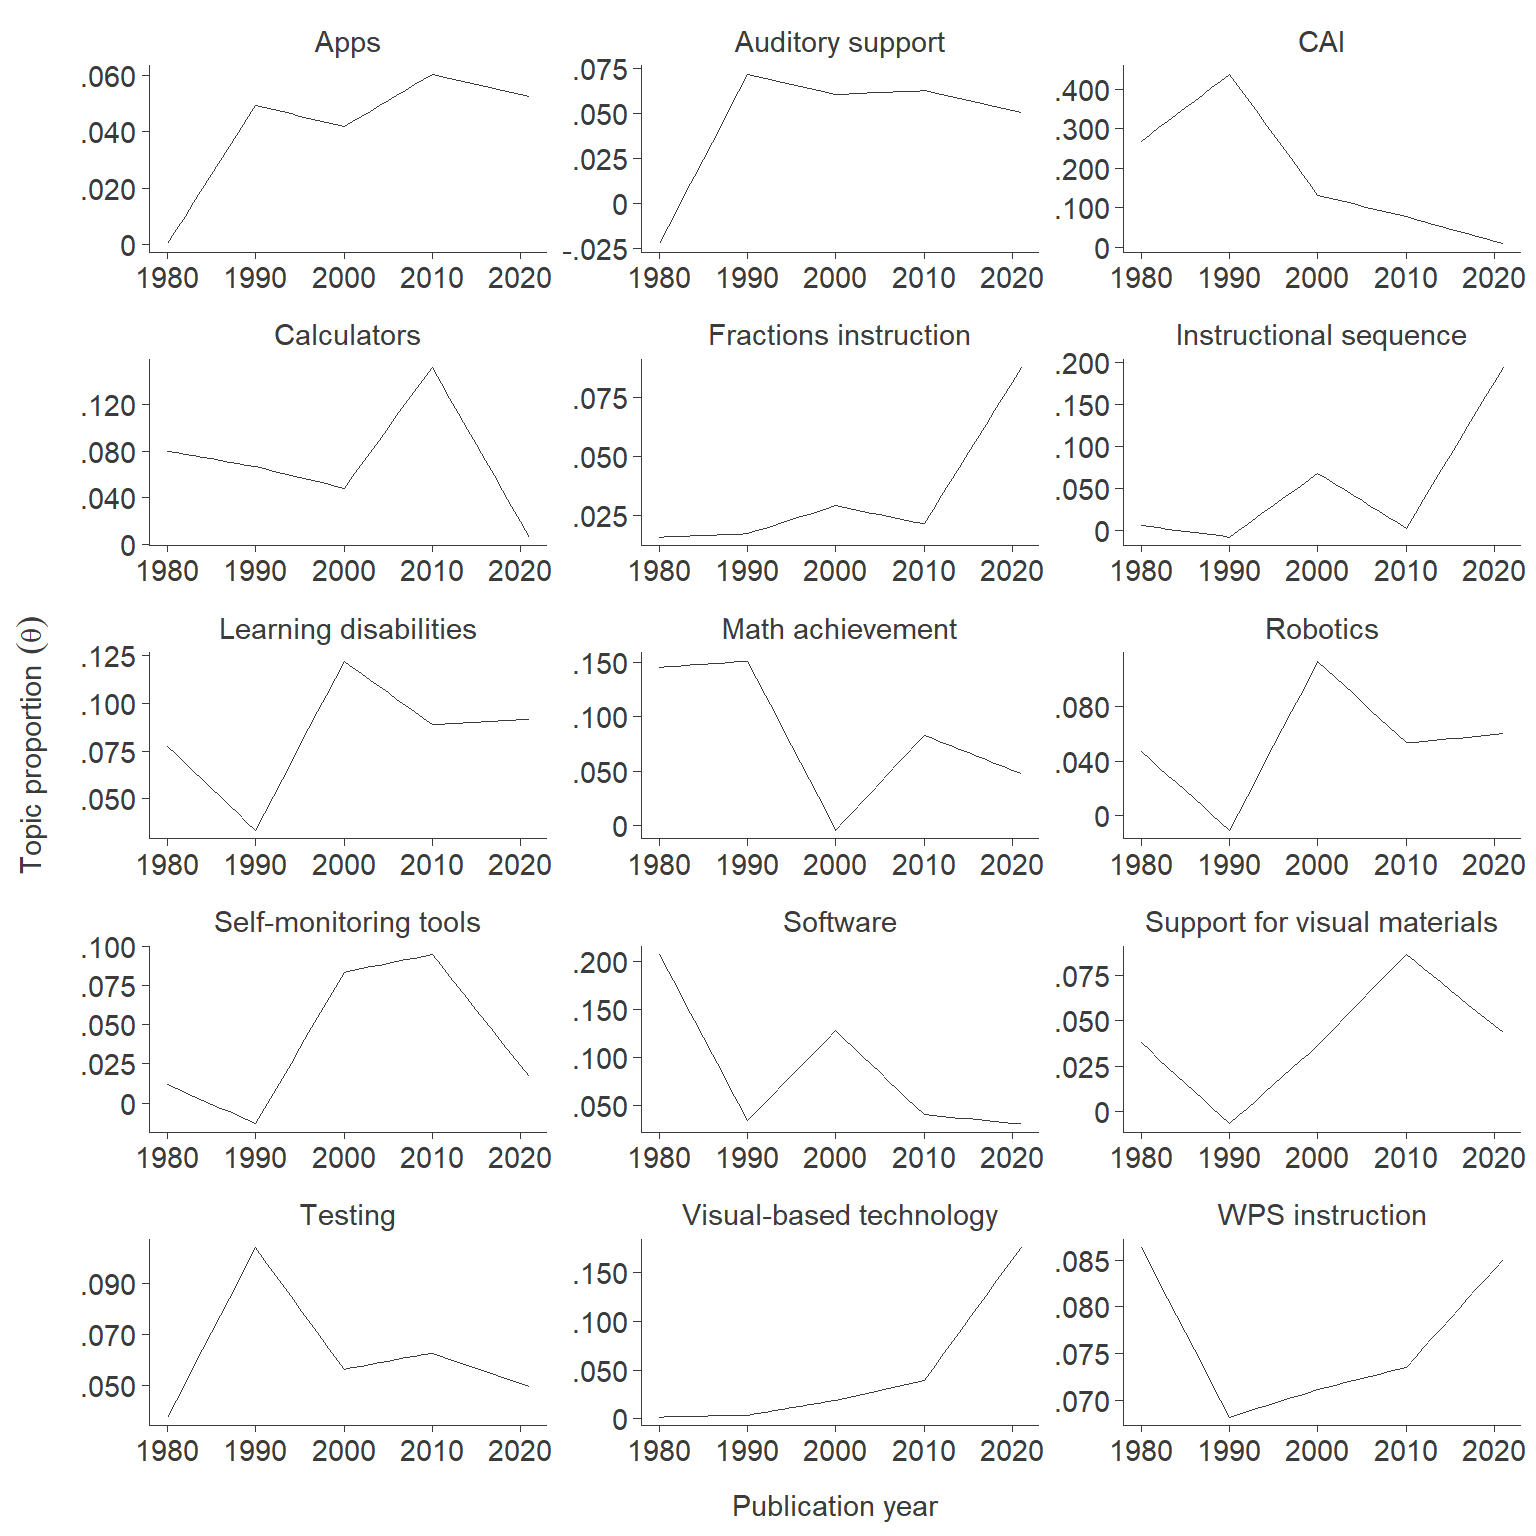 Apps
Auditory support
CAI
.060
.040
.020
0
.075
.050
.025
0
-.025
.400
.300
.200
.100
0
1980 1990 2000 2010 2020
1980 1990 2000 2010 2020
1980 1990 2000 2010 2020
Calculators
Fractions instruction
Instructional sequence
.120
.080
.040
0
.075
.050
.025
.200
.150
.100
.050
0
1980 1990 2000 2010 2020
1980 1990 2000 2010 2020
1980 1990 2000 2010 2020
Topic proportion (θ)
Learning disabilities
Math achievement
Robotics
.125
.100
.075
.050
.150
.100
.050
0
.080
.040
0
1980 1990 2000 2010 2020
1980 1990 2000 2010 2020
1980 1990 2000 2010 2020
Self-monitoring tools
Software
Support for visual materials
.100
.075
.050
.025
0
.200
.150
.100
.050
.075
.050
.025
0
1980 1990 2000 2010 2020
1980 1990 2000 2010 2020
1980 1990 2000 2010 2020
Testing
Visual-based technology
WPS instruction
.090
.070
.050
.150
.100
.050
0
.085
.080
.075
.070
1980 1990 2000 2010 2020
1980 1990 2000 2010 2020
1980 1990 2000 2010 2020
Publication year